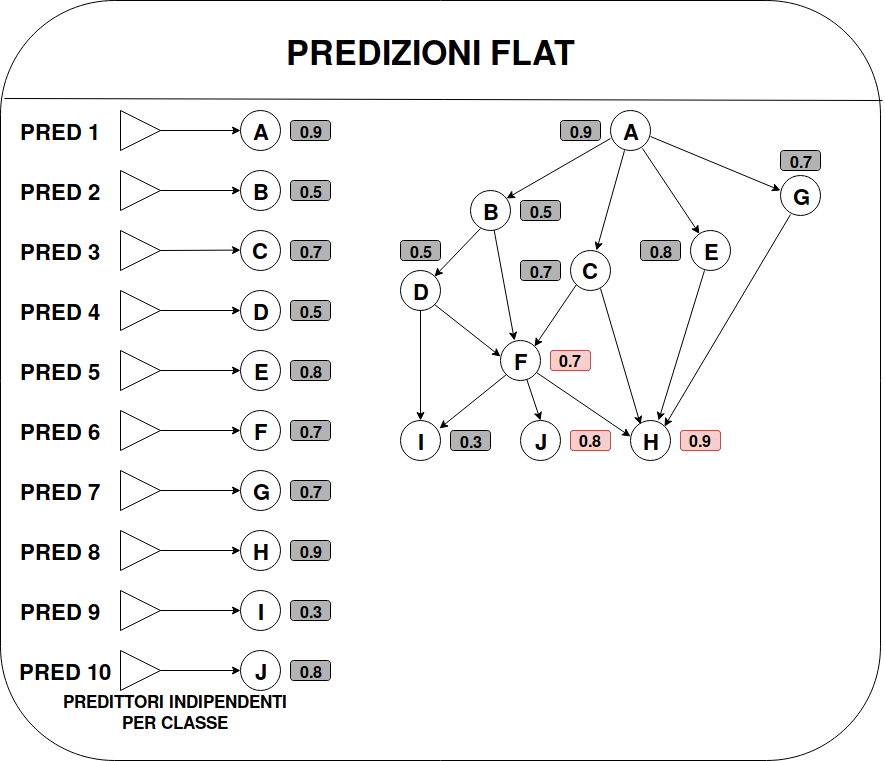 PREDIZIONI FLAT
PRED 1 A 0.9
PRED 2 B 0.5
PRED 3 C 0.7
PRED 4 D 0.5
PRED 5 E 0.8
PRED 6 F 0.7
PRED 7 G 0.7
PRED 8 H 0.9
PRED 9 I 0.3
PRED 10 J 0.8
PREDITTORI INDIPENDENTI
PER CLASSE
0.9 A
0.7
G
B 0.5
0.5
0.8 E
0.7 C
D
F 0.7
I 0.3 J 0.8 H 0.9